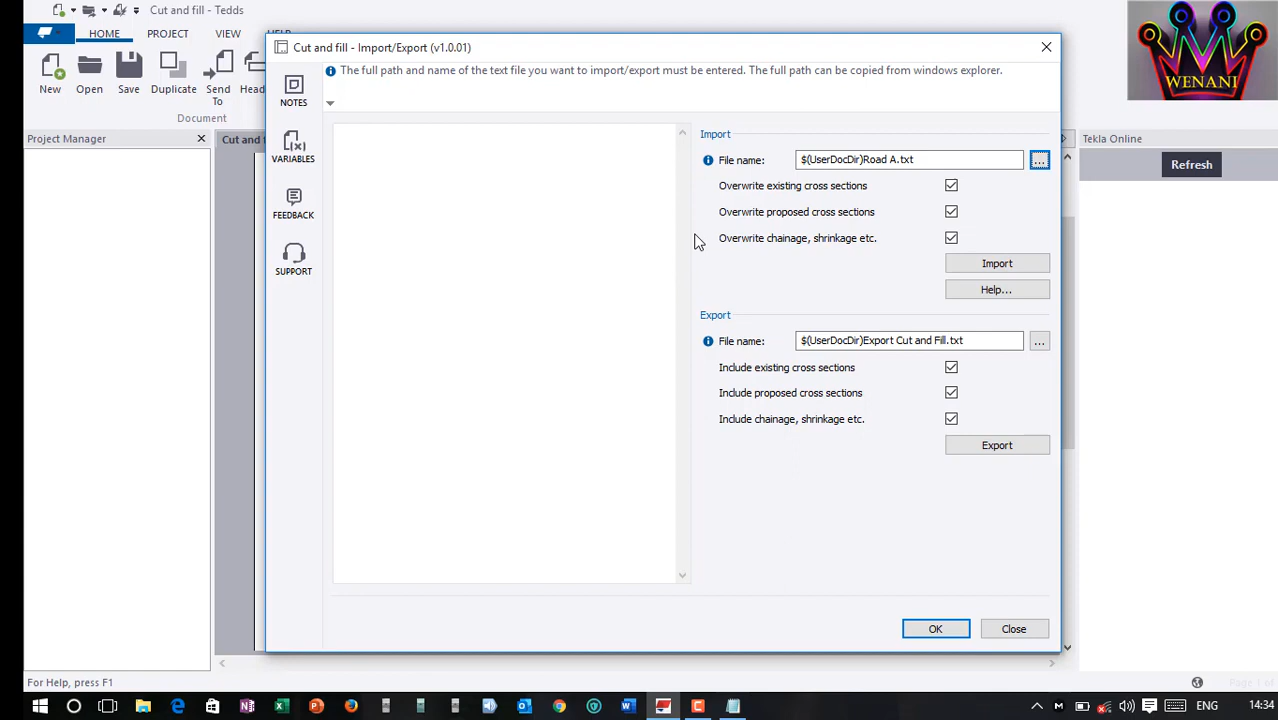 Cut and fill - Tedds
HOME PROJECT VIEW HELP
Cut and fill - Import/Export (v1.0.01)
WENANI
The full path and name of the text file you want to import/export must be entered. The full path can be copied from windows explorer.
New Open Save Duplicate Send To
Document
NOTES
VARIABLES
FEEDBACK
SUPPORT
Project Manager
Tekla Online
Refresh
Import
File name: $(UserDocDir)Road A.txt ...
Overwrite existing cross sections
Overwrite proposed cross sections
Overwrite chainage, shrinkage etc.
Import
Help...
Export
File name: $(UserDocDir)Export Cut and Fill.txt ...
Include existing cross sections
Include proposed cross sections
Include chainage, shrinkage etc.
Export
OK Close
For Help, press F1
ENG 14:34